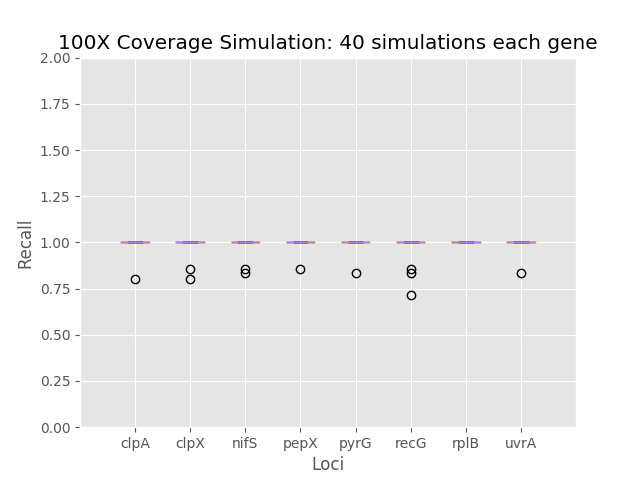 100X Coverage Simulation: 40 simulations each gene
2.00
1.75
1.50
1.25
1.00
0.75
0.50
0.25
0.00
Recall
clpA clpX nifS pepX pyrG recG rplB uvrA
Loci